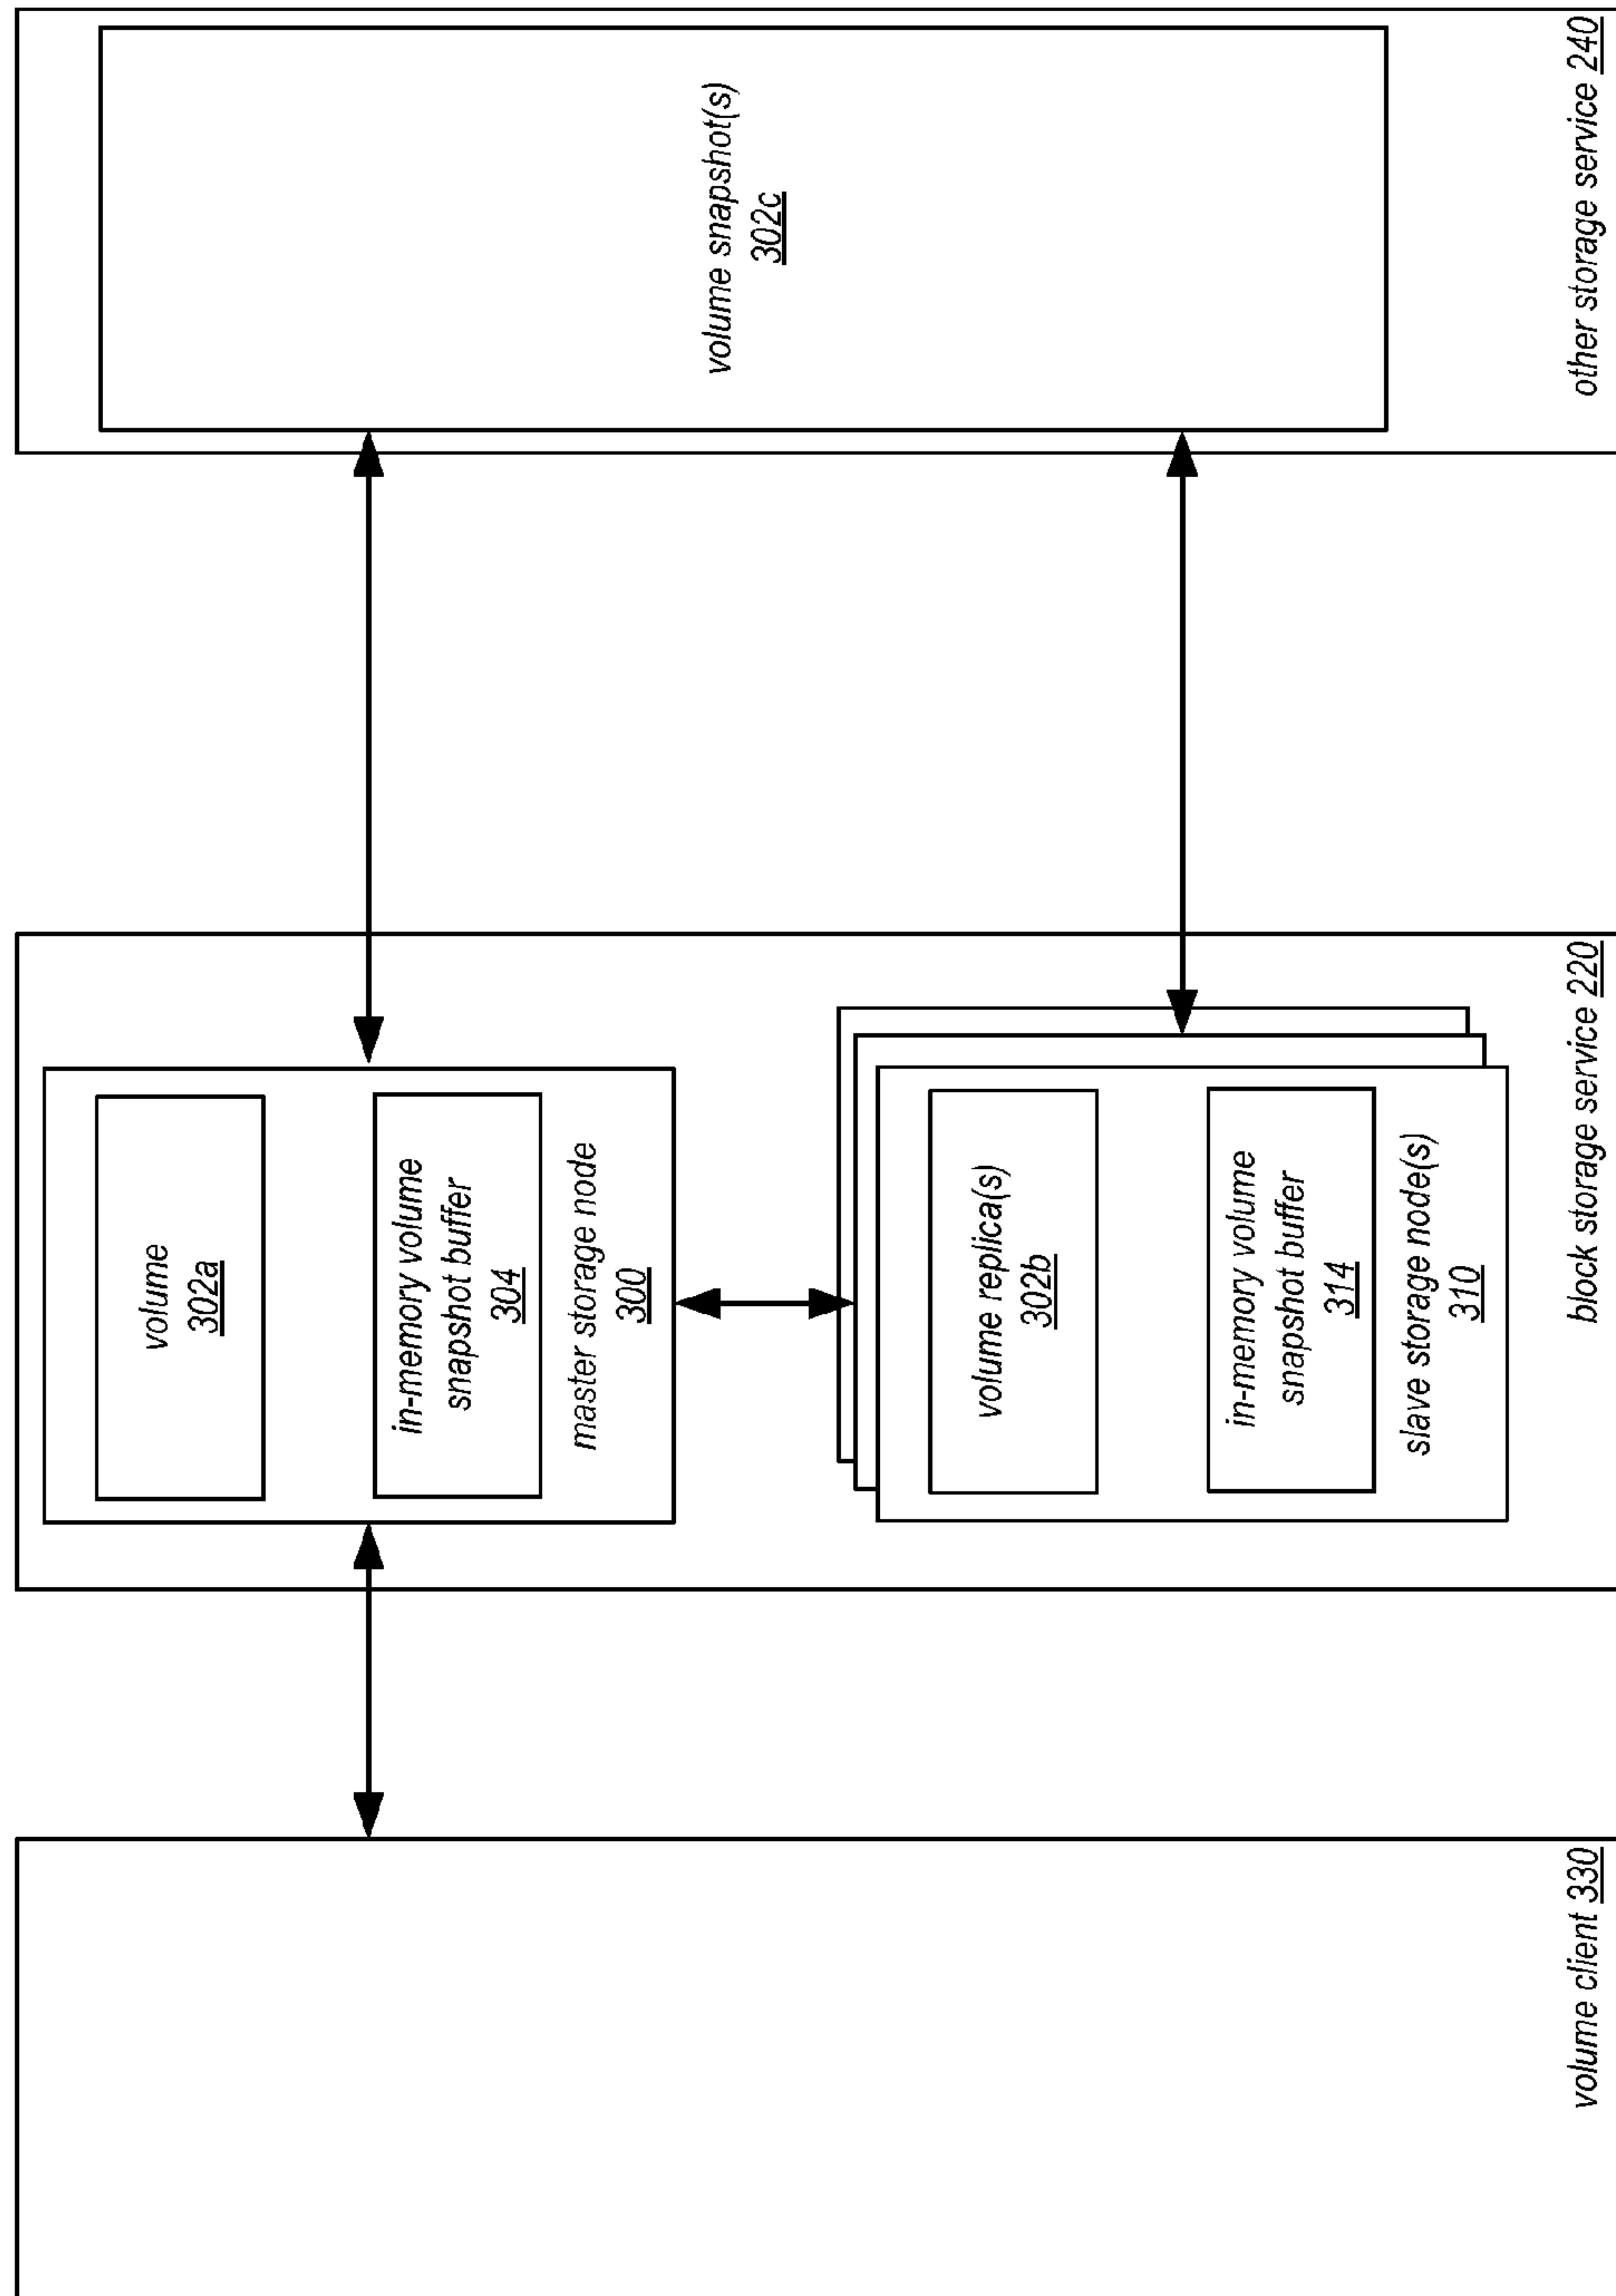 volume
302a
in-memory volume
snapshot buffer
304
master storage node
300
volume replica(s)
302b
in-memory volume
snapshot buffer
314
slave storage node(s)
310
volume snapshot(s)
302c
volume client 330
block storage service 220
other storage service 240